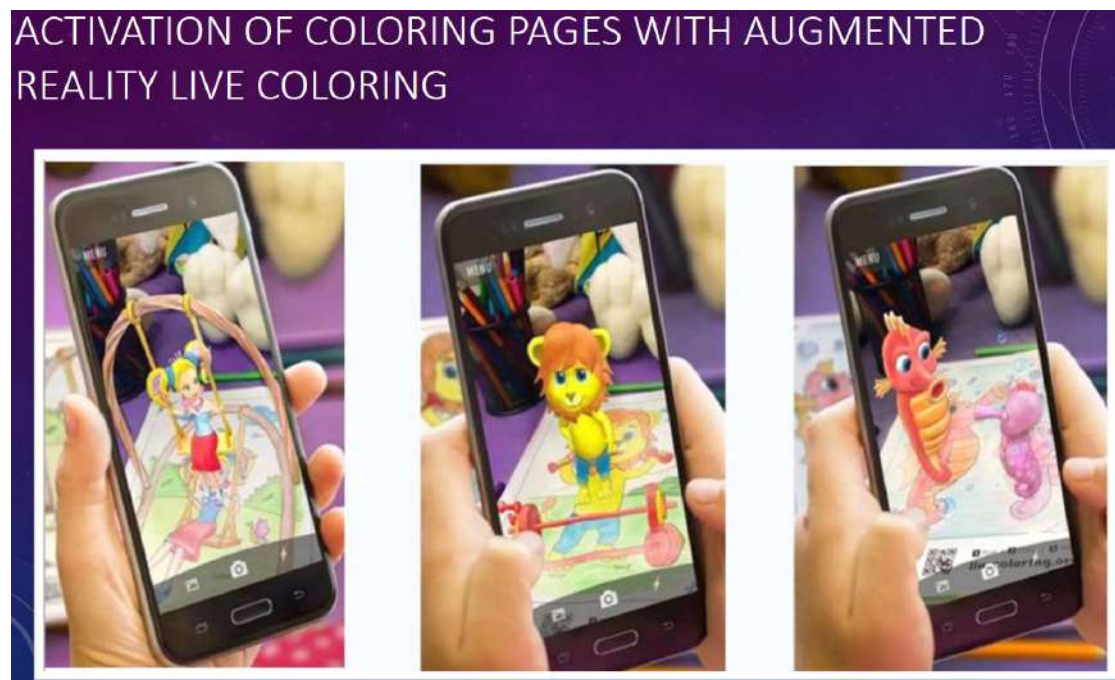 ACTIVATION OF COLORING PAGES WITH AUGMENTED
REALITY LIVE COLORING
MENU
MENU
MENU